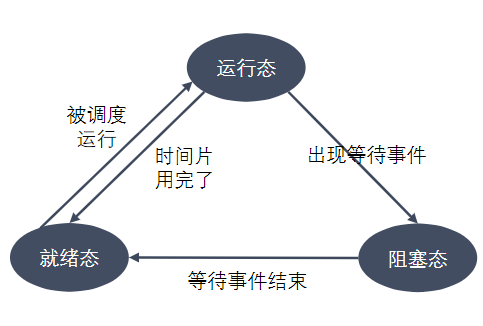 运行态
被调度
运行
时间片
用完了
出现等待事件
就绪态
阻塞态
等待事件结束